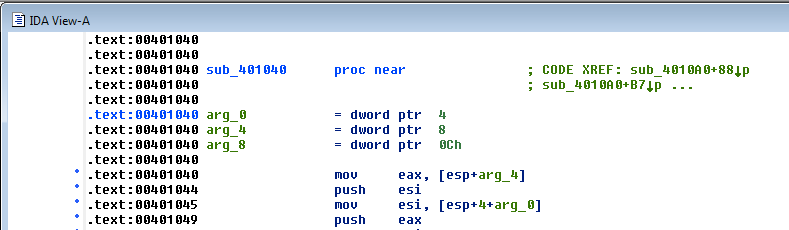 IDA View-A
.text:00401040
.text:00401040
.text:00401040 sub_401040 proc near ; CODE XREF: sub_4010A0+88↓p
.text:00401040 ; sub_4010A0+B7↓p ...
.text:00401040
.text:00401040 arg_0 = dword ptr 4
.text:00401040 arg_4 = dword ptr 8
.text:00401040 arg_8 = dword ptr 0Ch
.text:00401040
.text:00401040 mov eax, [esp+arg_4]
.text:00401044 push esi
.text:00401045 mov esi, [esp+4+arg_0]
.text:00401049 push eax